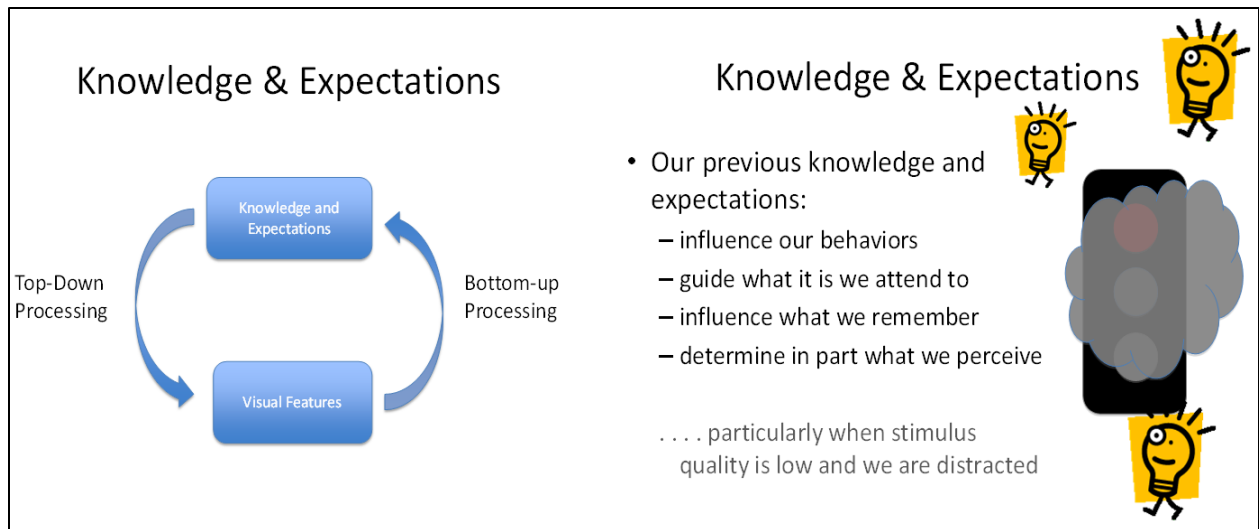 Knowledge & Expectations
Knowledge and
Expectations
Top-Down
Processing
Bottom-up
Processing
Visual Features
Knowledge & Expectations
• Our previous knowledge and
expectations:
– influence our behaviors
– guide what it is we attend to
– influence what we remember
– determine in part what we perceive
. . . . particularly when stimulus
quality is low and we are distracted